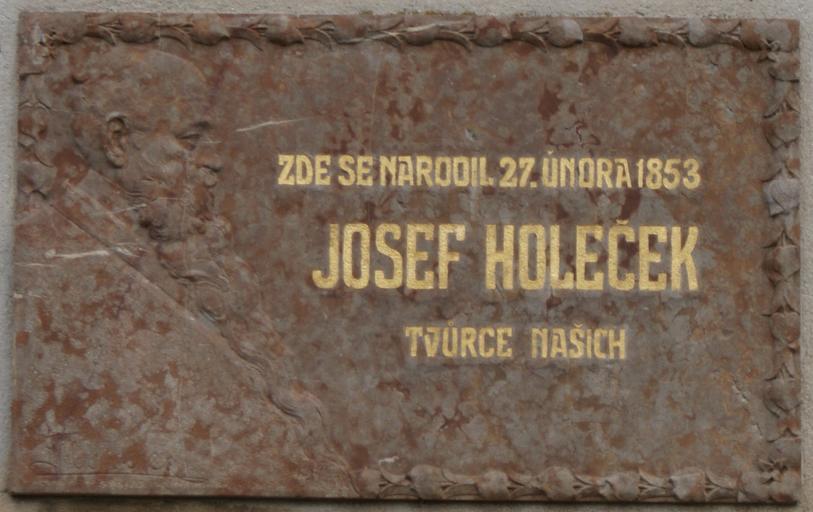 ZDE SE NARODIL 27. ÚNORA 1853
JOSEF HOLEČEK
TVŮRCE NAŠICH